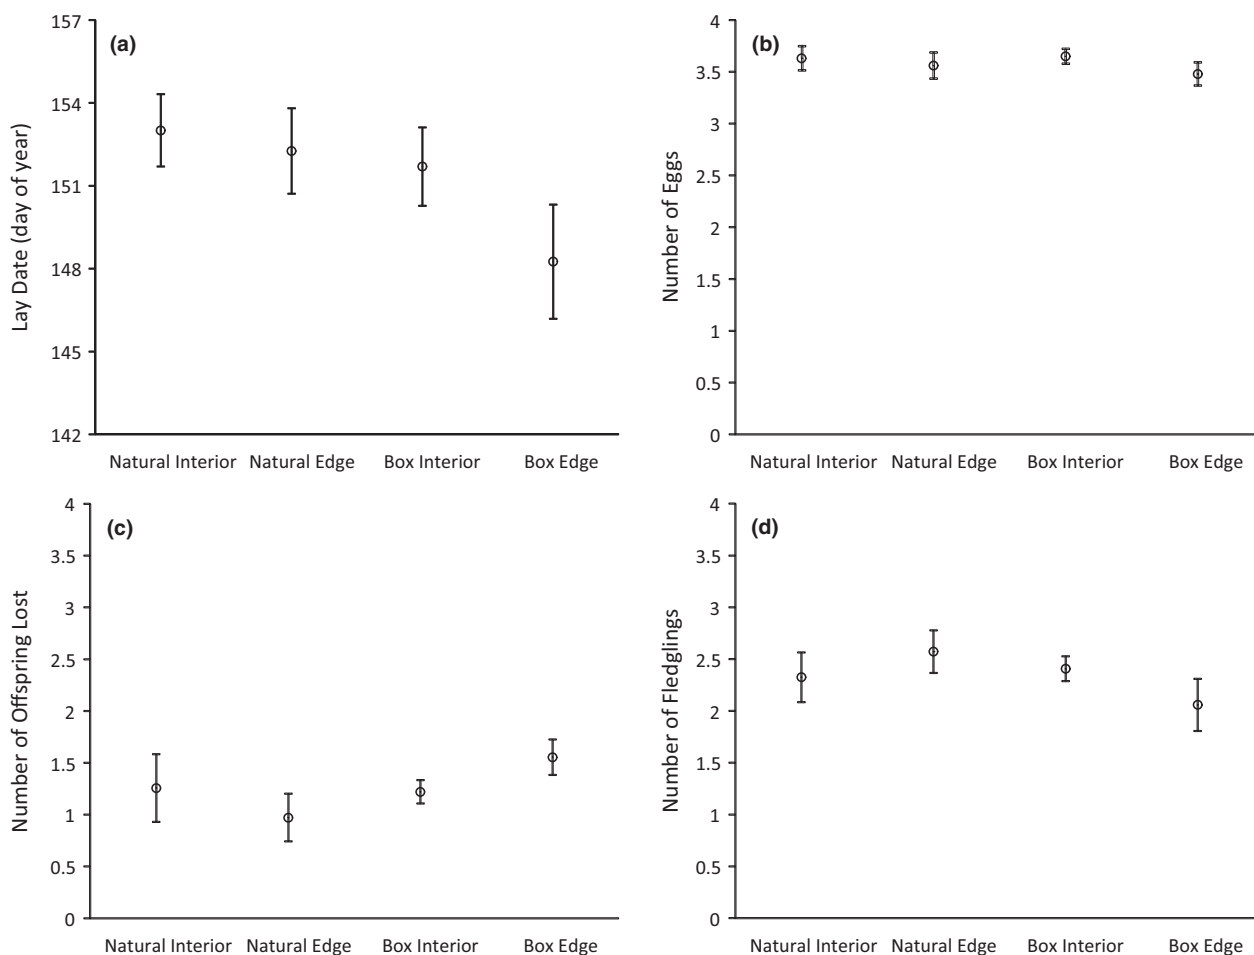 (a)
Lay Date (day of year)
157
154
151
148
145
142
Natural Interior Natural Edge Box Interior Box Edge
(b)
Number of Eggs
4
3.5
3
2.5
2
1.5
1
0.5
0
Natural Interior Natural Edge Box Interior Box Edge
(c)
Number of Offspring Lost
4
3.5
3
2.5
2
1.5
1
0.5
0
Natural Interior Natural Edge Box Interior Box Edge
(d)
Number of Fledglings
4
3.5
3
2.5
2
1.5
1
0.5
0
Natural Interior Natural Edge Box Interior Box Edge